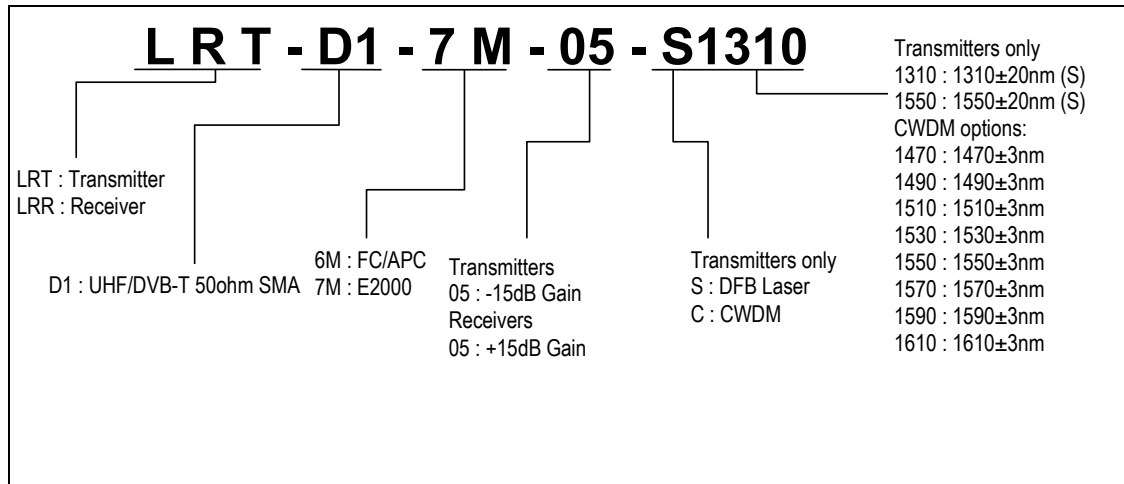 L R T - D1 - 7 M - 05 - S1310
LRT : Transmitter
LRR : Receiver
D1 : UHF/DVB-T 50ohm SMA
6M : FC/APC
7M : E2000
Transmitters
05 : -15dB Gain
Receivers
05 : +15dB Gain
Transmitters only
S : DFB Laser
C : CWDM
Transmitters only
1310 : 1310±20nm (S)
1550 : 1550±20nm (S)
CWDM options:
1470 : 1470±3nm
1490 : 1490±3nm
1510 : 1510±3nm
1530 : 1530±3nm
1550 : 1550±3nm
1570 : 1570±3nm
1590 : 1590±3nm
1610 : 1610±3nm